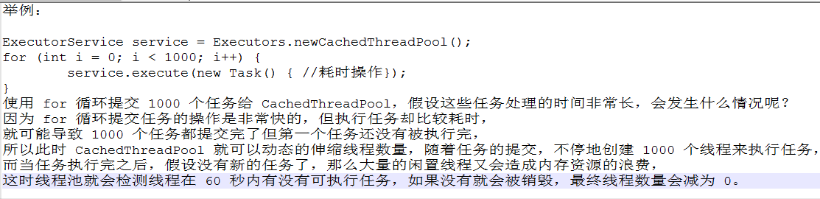 举例：
ExecutorService service = Executors.newCachedThreadPool();
for (int i = 0; i < 1000; i++) {
        service.execute(new Task() { //耗时操作});
}
使用 for 循环提交 1000 个任务给 CachedThreadPool，假设这些任务处理的时间非常长，会发生什么情况呢？
因为 for 循环提交任务的操作是非常快的，但执行任务却比较耗时，
就可能导致 1000 个任务都提交完了但第一个任务还没有被执行完，
所以此时 CachedThreadPool 就可以动态的伸缩线程数量，随着任务的提交，不停地创建 1000 个线程来执行任务，
而当任务执行完之后，假设没有新的任务了，那么大量的闲置线程又会造成内存资源的浪费，
这时线程池就会检测线程在 60 秒内有没有可执行任务，如果没有就会被销毁，最终线程数量会减为 0。